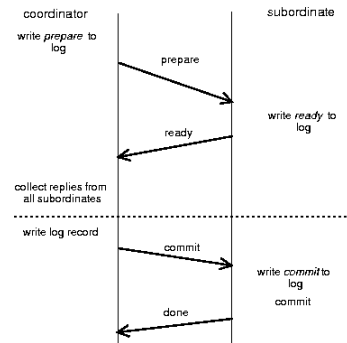 coordinator
subordinate
write prepare to
log
prepare
write ready to
log
ready
collect replies from
all subordinates
write log record
commit
write commit to
log
commit
done